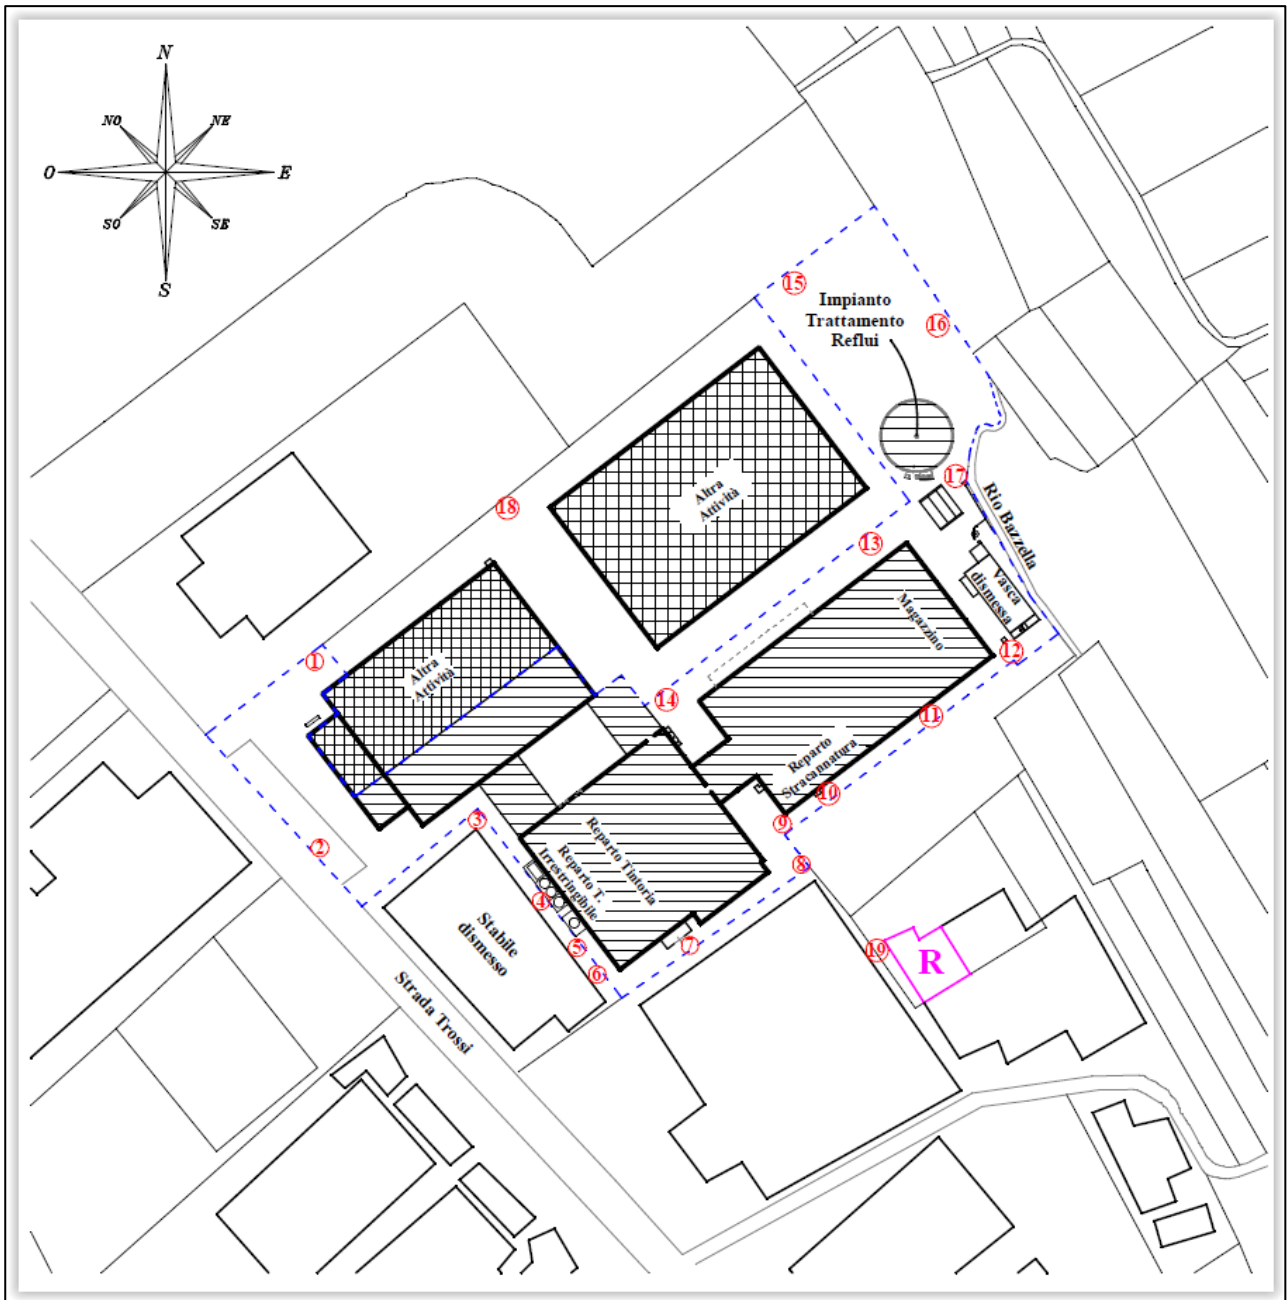 N
NO
NE
O
E
SO
SE
S
15
Impianto
Trattamento
Reflui
16
17
18
Altra
Attività
Rio Bazzella
13
Vasca
dismessa
Magazzino
1
Altra
Attività
12
14
11
Reparto
Stracannatura
10
9
2
3
8
Reparto Tintoria
Reparto T.
Irrestringibile
4
5
6
7
Stabile
dismesso
19
R
Strada Trossi